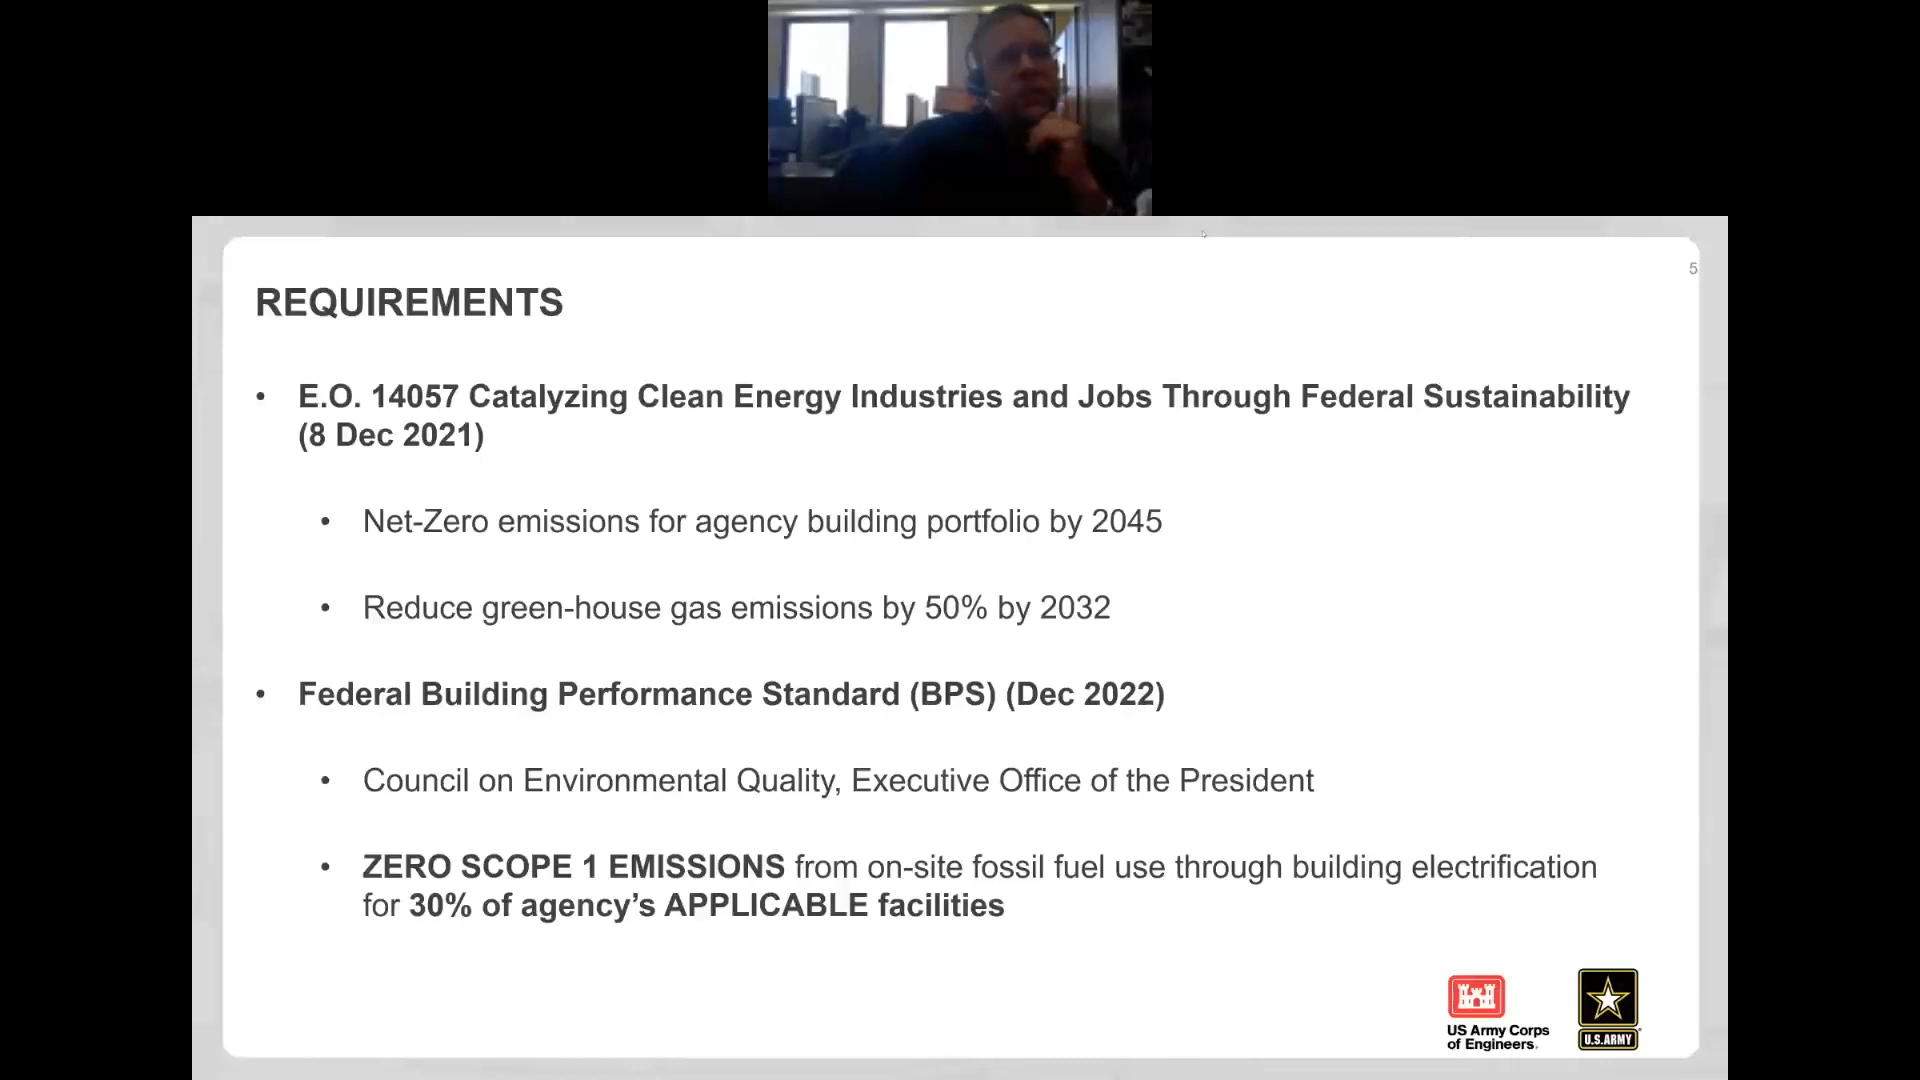 5
REQUIREMENTS
• E.O. 14057 Catalyzing Clean Energy Industries and Jobs Through Federal Sustainability
(8 Dec 2021)
• Net-Zero emissions for agency building portfolio by 2045
• Reduce green-house gas emissions by 50% by 2032
• Federal Building Performance Standard (BPS) (Dec 2022)
• Council on Environmental Quality, Executive Office of the President
• ZERO SCOPE 1 EMISSIONS from on-site fossil fuel use through building electrification
for 30% of agency’s APPLICABLE facilities
US Army Corps
of Engineers.
U.S.ARMY